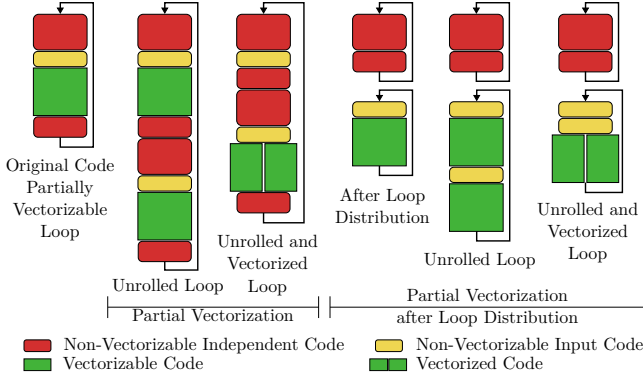 Original Code
Partially
Vectorizable
Loop
Unrolled Loop
Unrolled and
Vectorized
Loop
Partial Vectorization
After Loop
Distribution
Unrolled Loop
Unrolled and
Vectorized
Loop
Partial Vectorization
after Loop Distribution
Non-Vectorizable Independent Code
Non-Vectorizable Input Code
Vectorizable Code
Vectorized Code